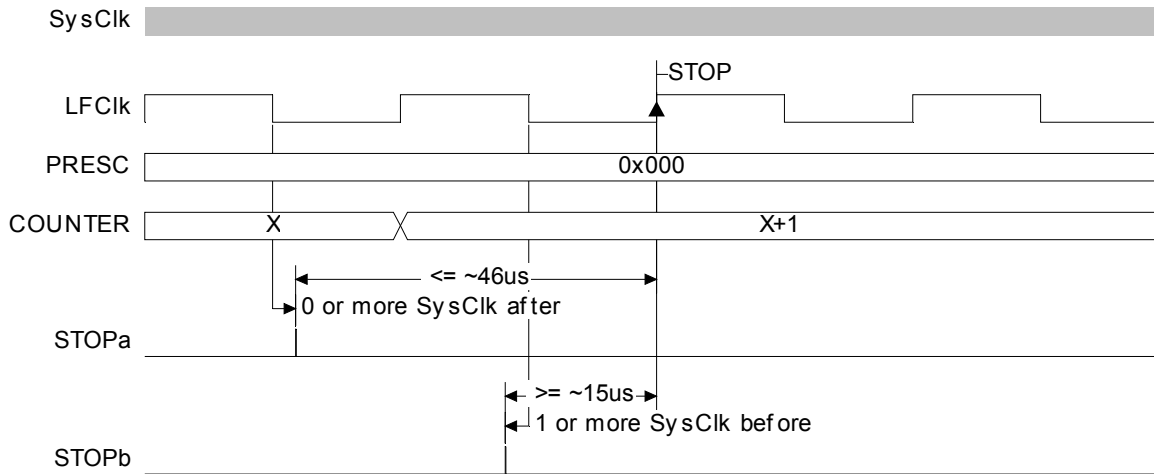 SysClk
STOP
LFClk
PRESC
0x000
COUNTER
X
X+1
<= ~46us
0 or more SysClk after
STOPa
>= ~15us
1 or more SysClk before
STOPb